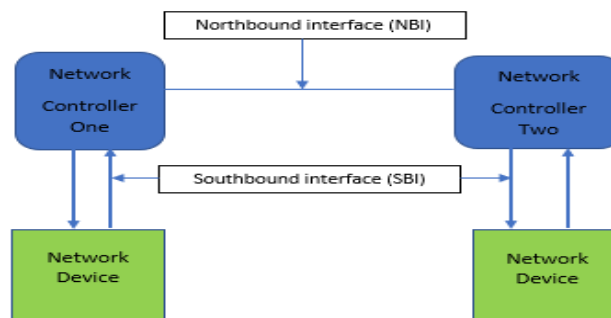 Northbound interface (NBI)
Network
Controller
One
Network
Controller
Two
Southbound interface (SBI)
Network
Device
Network
Device